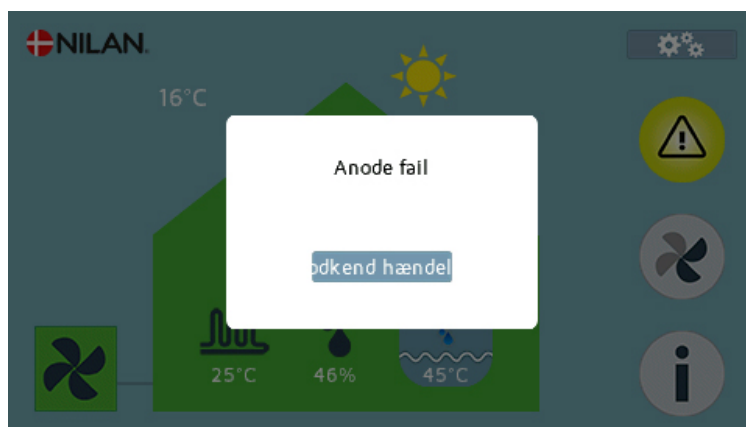 NILAN.
16°C
Anode fail
odkend hændel
25°C 46% 45°C